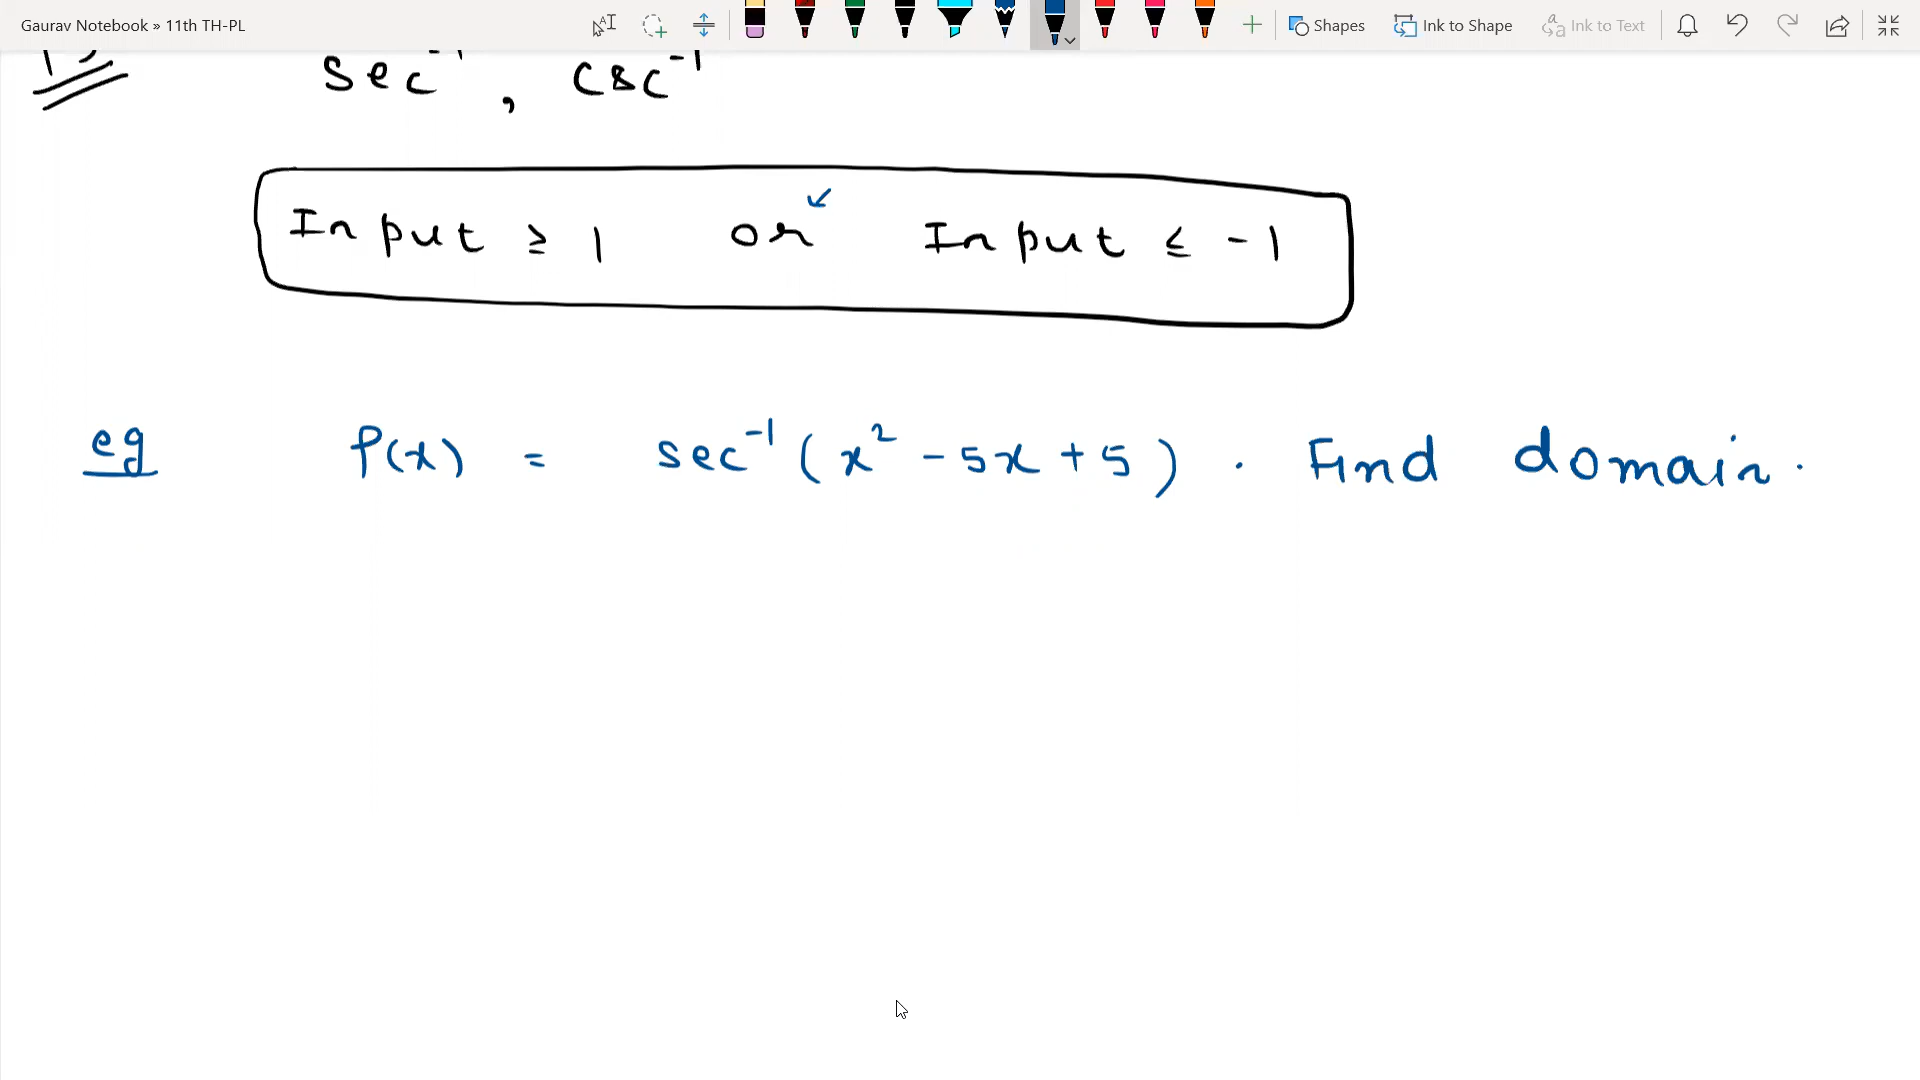 Gaurav Notebook » 11th TH-PL
Shapes Ink to Shape Ink to Text
sec⁻¹, csc⁻¹
Input ≥ 1 or Input ≤ -1
eg f(x) = sec⁻¹(x² - 5x + 5). Find domain.